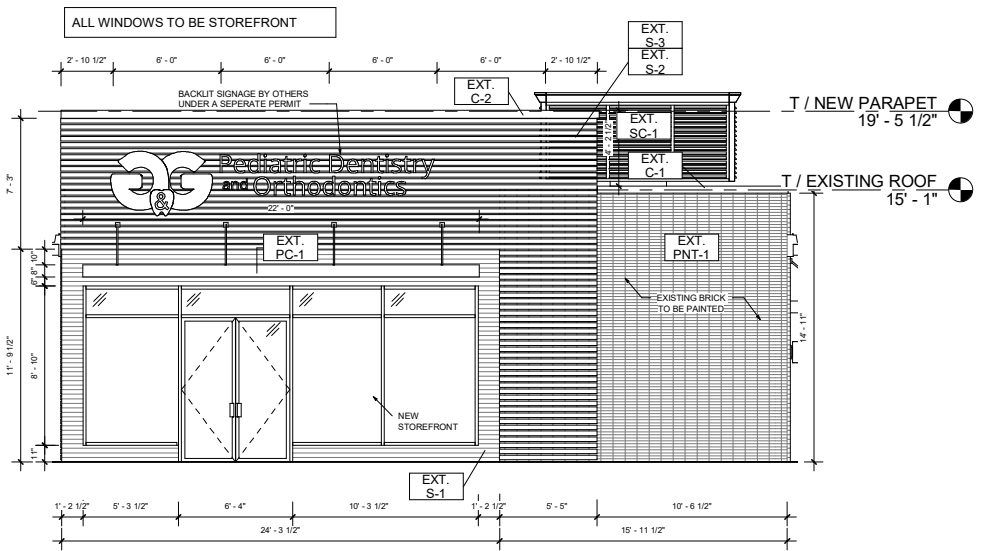 ALL WINDOWS TO BE STOREFRONT
EXT.
S-3
EXT.
S-2
2' - 10 1/2"
6' - 0"
6' - 0"
6' - 0"
6' - 0"
2' - 10 1/2"
EXT.
C-2
BACKLIT SIGNAGE BY OTHERS
UNDER A SEPERATE PERMIT
T / NEW PARAPET
19' - 5 1/2"
EXT.
SC-1
4' - 2 1/2"
EXT.
C-1
T / EXISTING ROOF
15' - 1"
7' - 3"
G&G
Pediatric Dentistry
and Orthodontics
22' - 0"
EXT.
PC-1
EXT.
PNT-1
10"
8"
6"
EXISTING BRICK
TO BE PAINTED
14' - 11"
11' - 9 1/2"
8' - 10"
NEW
STOREFRONT
11"
EXT.
S-1
1' - 2 1/2"
5' - 3 1/2"
6' - 4"
10' - 3 1/2"
1' - 2 1/2"
5' - 5"
10' - 6 1/2"
24' - 3 1/2"
15' - 11 1/2"